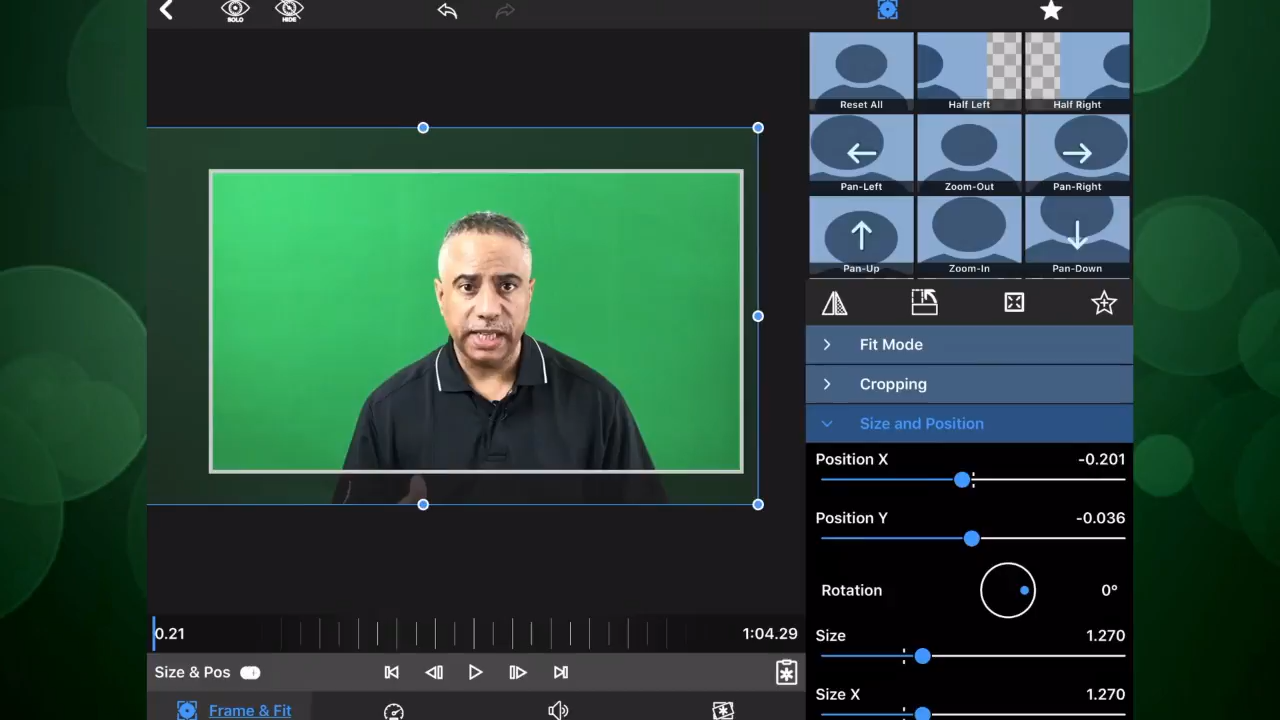 SOLO
HIDE
Reset All
Half Left
Half Right
Pan-Left
Zoom-Out
Pan-Right
Pan-Up
Zoom-In
Pan-Down
Fit Mode
Cropping
Size and Position
Position X -0.201
Position Y -0.036
Rotation 0°
Size 1.270
Size X 1.270
0.21
1:04.29
Size & Pos
Frame & Fit